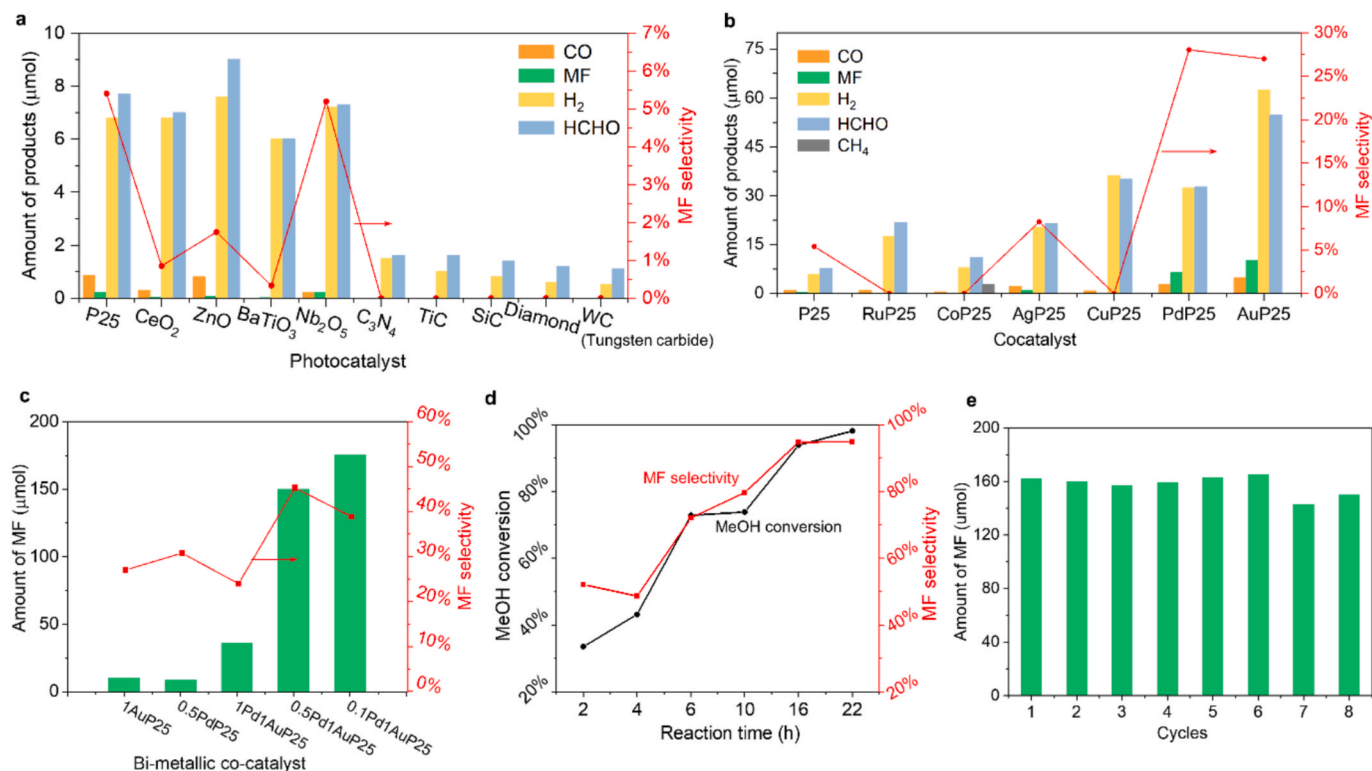 a
10
8
6
4
2
0
Amount of products (μmol)
CO
MF
H2
HCHO
7%
6%
5%
4%
3%
2%
1%
0%
MF selectivity
P25
CeO2
ZnO
BaTiO3
Nb2O5
C3N4
TiC
SiC
Diamond
WC
(Tungsten carbide)
Photocatalyst
b
75
60
45
30
15
0
Amount of products (μmol)
CO
MF
H2
HCHO
CH4
30%
25%
20%
15%
10%
5%
0%
MF selectivity
P25
RuP25
CoP25
AgP25
CuP25
PdP25
AuP25
Cocatalyst
c
200
150
100
50
0
Amount of MF (μmol)
60%
50%
40%
30%
20%
10%
0%
MF selectivity
1AuP25
0.5PdP25
1Pd1AuP25
0.5Pd1AuP25
0.1Pd1AuP25
Bi-metallic co-catalyst
d
100%
80%
60%
40%
20%
MeOH conversion
MF selectivity
MeOH conversion
100%
80%
60%
40%
20%
MF selectivity
2
4
6
10
16
22
Reaction time (h)
e
200
160
120
80
40
0
Amount of MF (umol)
1
2
3
4
5
6
7
8
Cycles